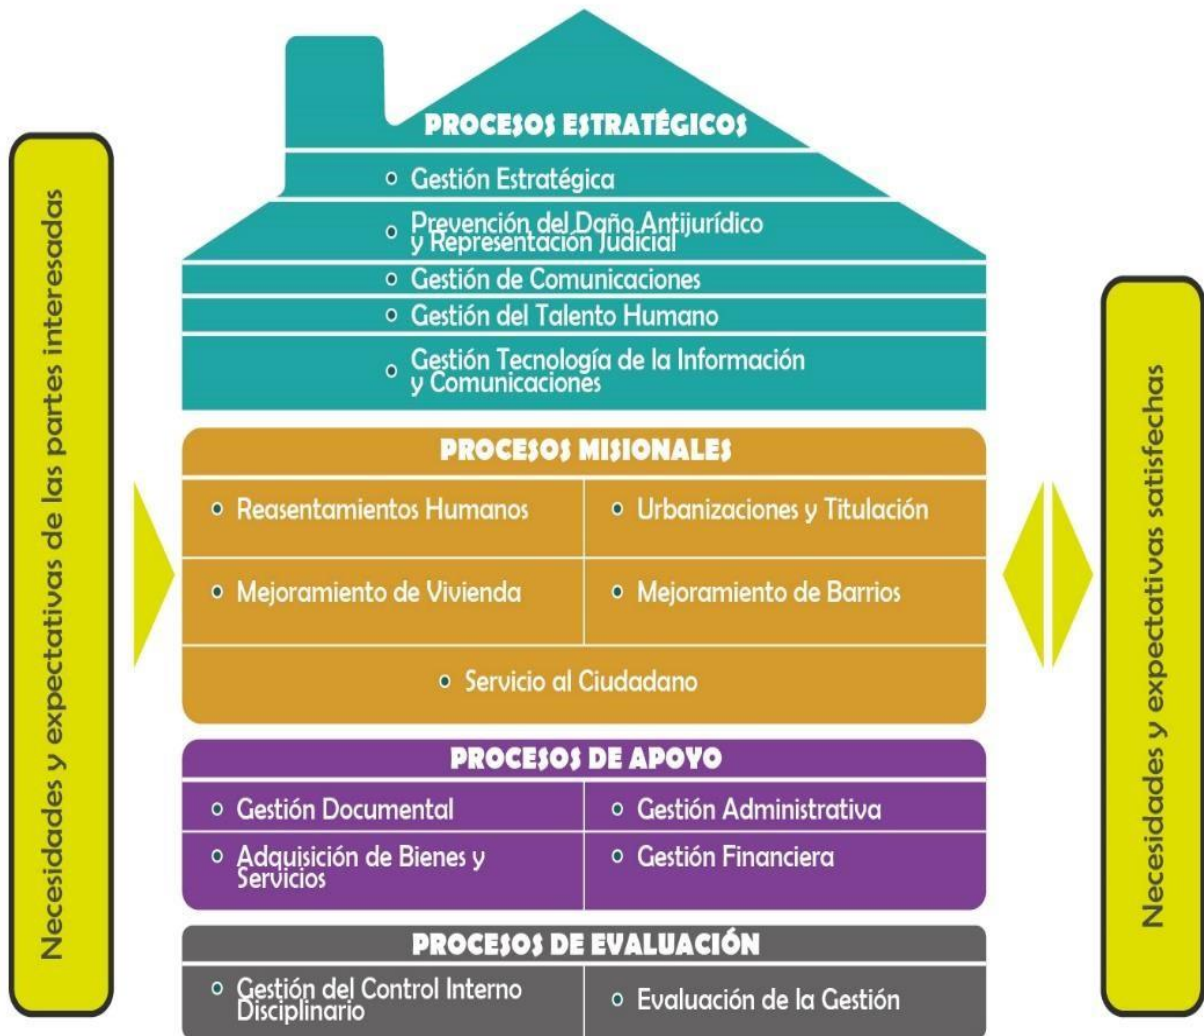 Necesidades y expectativas de las partes interesadas
PROCESOS ESTRATÉGICOS
Gestión Estratégica
Prevención del Daño Antijurídico
y Representación Judicial
Gestión de Comunicaciones
Gestión del Talento Humano
Gestión Tecnología de la Información
y Comunicaciones
PROCESOS MISIONALES
Reasentamientos Humanos
Urbanizaciones y Titulación
Mejoramiento de Vivienda
Mejoramiento de Barrios
Servicio al Ciudadano
PROCESOS DE APOYO
Gestión Documental
Gestión Administrativa
Adquisición de Bienes y
Servicios
Gestión Financiera
PROCESOS DE EVALUACIÓN
Gestión del Control Interno
Disciplinario
Evaluación de la Gestión
Necesidades y expectativas satisfechas